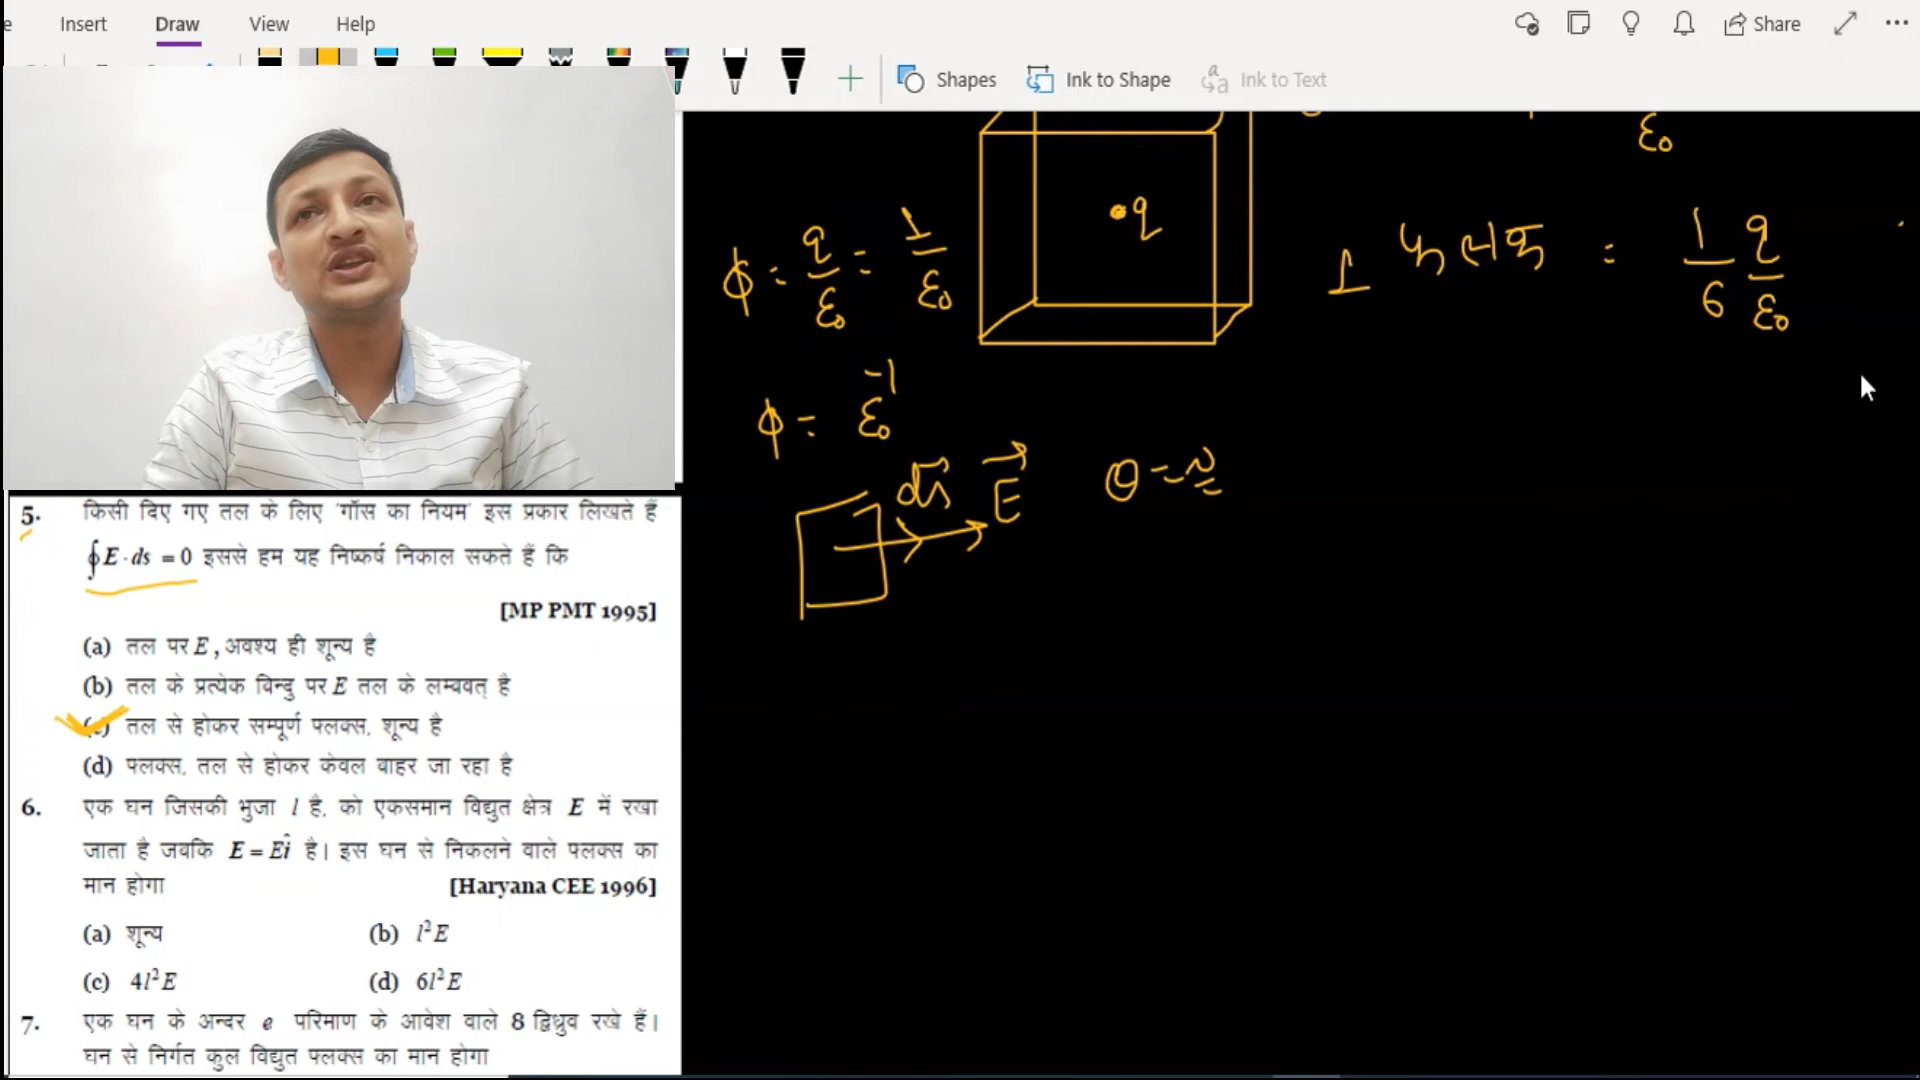 Insert Draw View Help Share
Shapes Ink to Shape Ink to Text
ε₀
q
ϕ = q/ε₀ = 1/ε₀
1 फलक = 1/6 q/ε₀
ϕ = ε₀⁻¹
ds E
5. किसी दिए गए तल के लिए 'गॉस का नियम' इस प्रकार लिखते हैं
∮E · ds = 0 इससे हम यह निष्कर्ष निकाल सकते हैं कि
[MP PMT 1995]
(a) तल पर E, अवश्य ही शून्य है
(b) तल के प्रत्येक बिन्दु पर E तल के लम्बवत् है
तल से होकर सम्पूर्ण फ्लक्स, शून्य है
(d) फ्लक्स, तल से होकर केवल बाहर जा रहा है
6. एक घन जिसकी भुजा l है, को एकसमान विद्युत क्षेत्र E में रखा
जाता है जबकि E = Eî है। इस घन से निकलने वाले फ्लक्स का
मान होगा [Haryana CEE 1996]
(a) शून्य (b) l²E
(c) 4l²E (d) 6l²E
7. एक घन के अन्दर e परिमाण के आवेश वाले 8 द्विध्रुव रखे हैं।
घन से निर्गत कुल विद्युत फ्लक्स का मान होगा